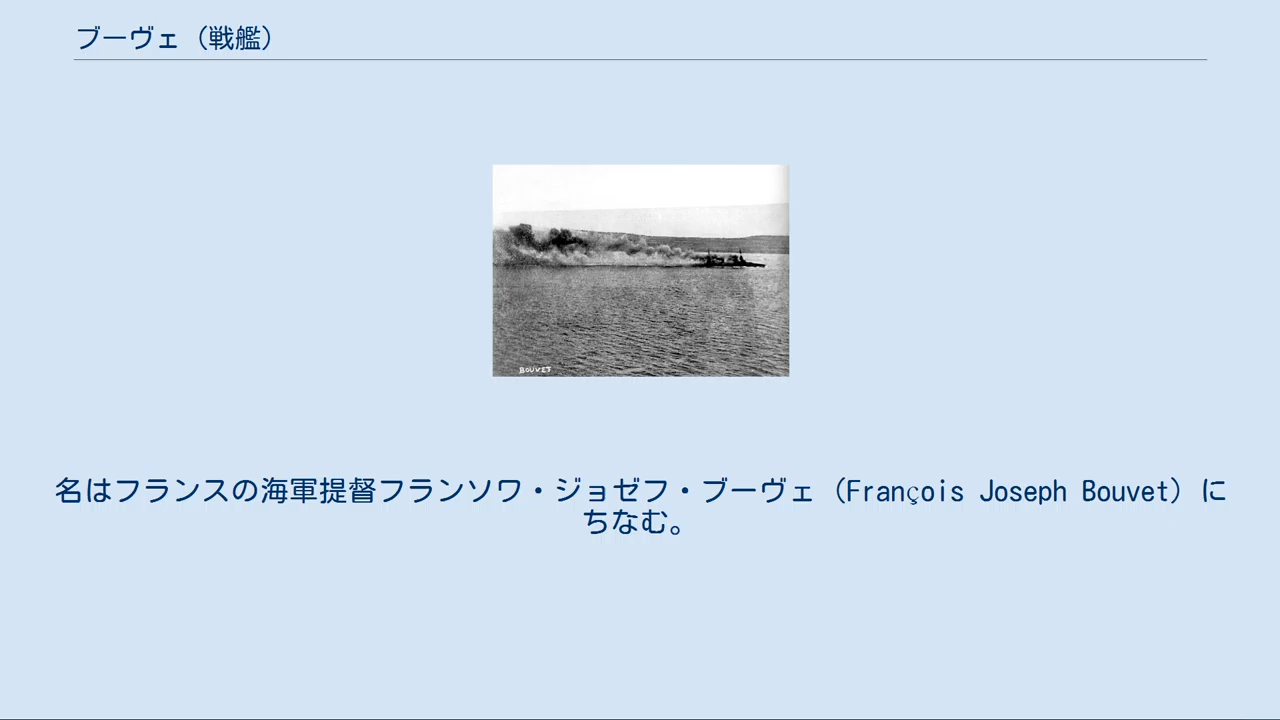 ブーヴェ（戦艦）
BOUVET
名はフランスの海軍提督フランソワ・ジョゼフ・ブーヴェ（François Joseph Bouvet）に
ちなむ。